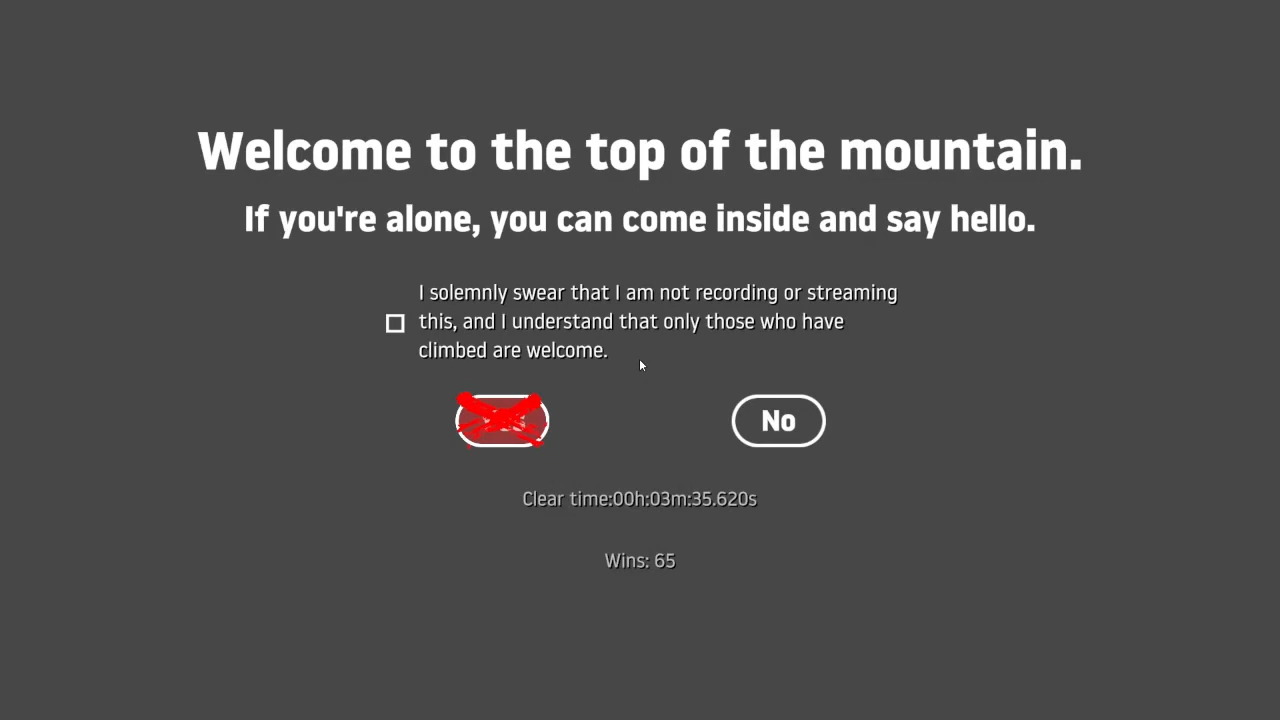 Welcome to the top of the mountain.
If you're alone, you can come inside and say hello.
I solemnly swear that I am not recording or streaming
this, and I understand that only those who have
climbed are welcome.
No
Clear time:00h:03m:35.620s
Wins: 65